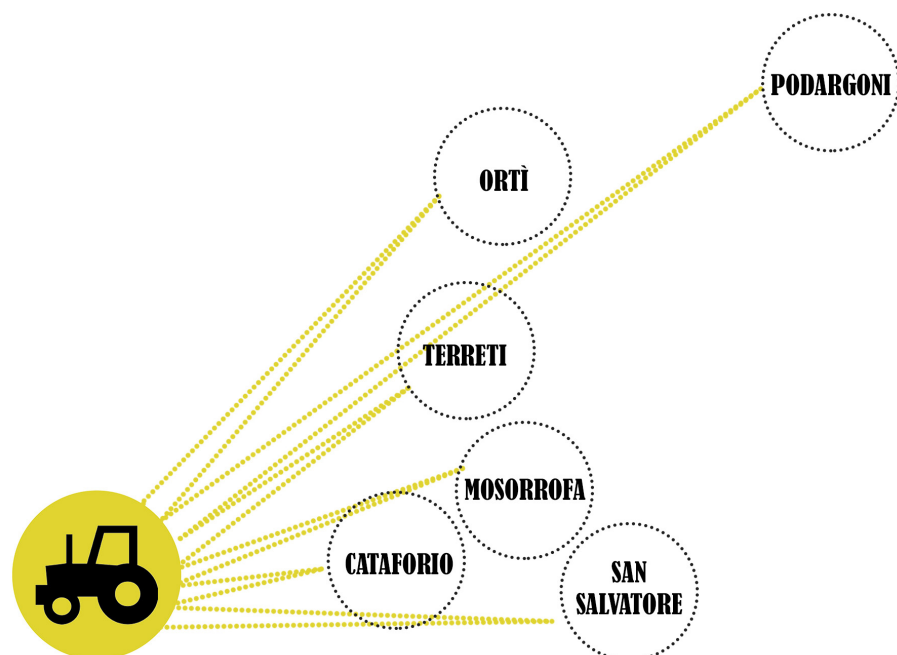 PODARGONI
ORTÌ
TERRETI
MOSORROFA
CATAFORIO
SAN
SALVATORE